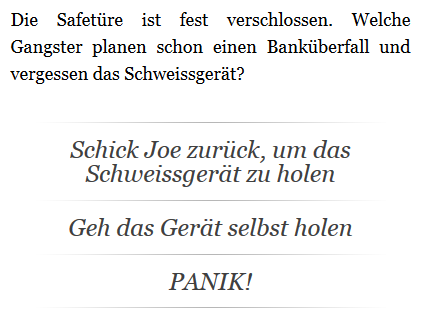 Die Safetüre ist fest verschlossen. Welche
Gangster planen schon einen Banküberfall und
vergessen das Schweissgerät?
Schick Joe zurück, um das
Schweissgerät zu holen
Geh das Gerät selbst holen
PANIK!